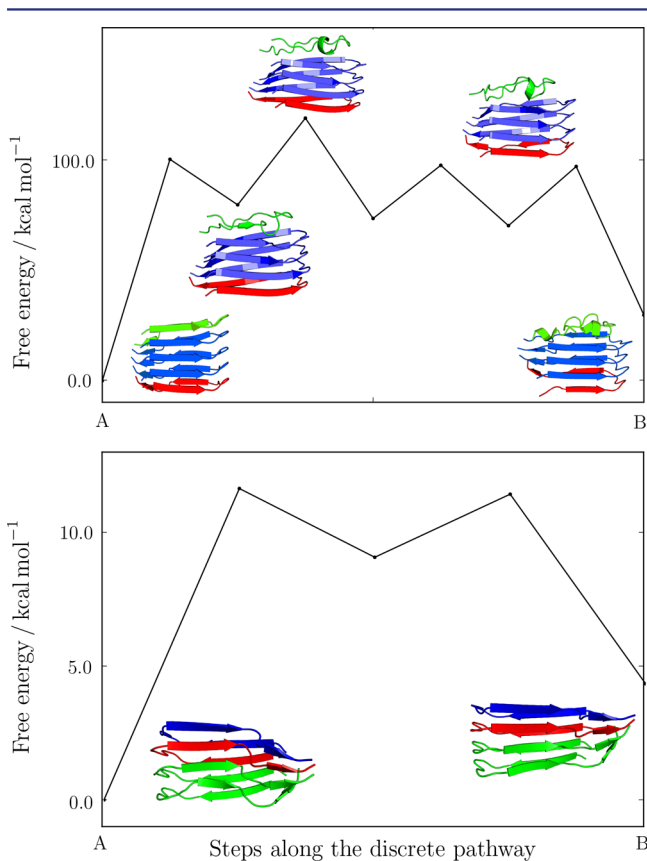 Free energy / kcal mol⁻¹
100.0
0.0
A
B
Free energy / kcal mol⁻¹
10.0
5.0
0.0
A
B
Steps along the discrete pathway